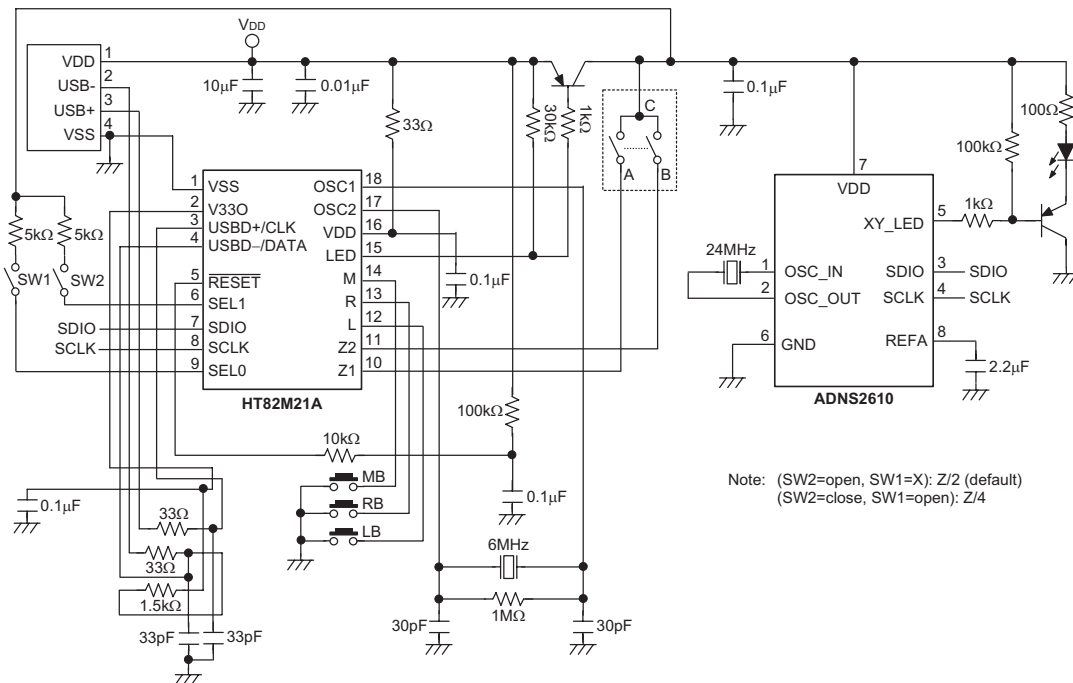 VDD
VDD
1
USB-
2
USB+
3
VSS
4
10μF
0.01μF
33Ω
30kΩ
1kΩ
C
A
B
0.1μF
100Ω
100kΩ
5kΩ
5kΩ
SW1
SW2
1
VSS
2
V33O
3
USBD+/CLK
4
USBD−/DATA
5
RESET
6
SEL1
SDIO
7
SDIO
SCLK
8
SCLK
9
SEL0
OSC1
18
OSC2
17
VDD
16
LED
15
M
14
R
13
L
12
Z2
11
Z1
10
HT82M21A
0.1μF
7
VDD
XY_LED
5
1kΩ
24MHz
1
OSC_IN
2
OSC_OUT
SDIO
3
SDIO
SCLK
4
SCLK
6
GND
REFA
8
2.2μF
ADNS2610
100kΩ
10kΩ
0.1μF
MB
RB
LB
0.1μF
33Ω
33Ω
1.5kΩ
33pF
33pF
6MHz
1MΩ
30pF
30pF
Note: (SW2=open, SW1=X): Z/2 (default)
(SW2=close, SW1=open): Z/4